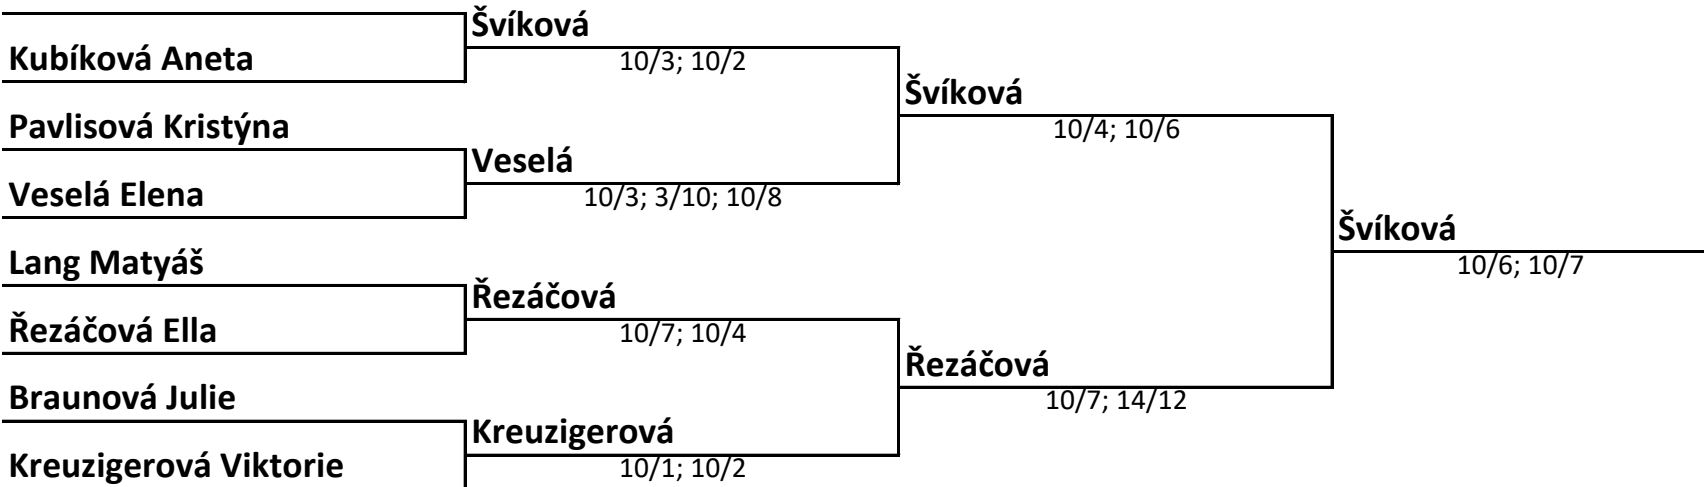 Švíková
Kubíková Aneta
10/3; 10/2
Švíková
Pavlisová Kristýna
10/4; 10/6
Veselá
Veselá Elena
10/3; 3/10; 10/8
Švíková
Lang Matyáš
10/6; 10/7
Řezáčová
Řezáčová Ella
10/7; 10/4
Řezáčová
Braunová Julie
10/7; 14/12
Kreuzigerová
Kreuzigerová Viktorie
10/1; 10/2